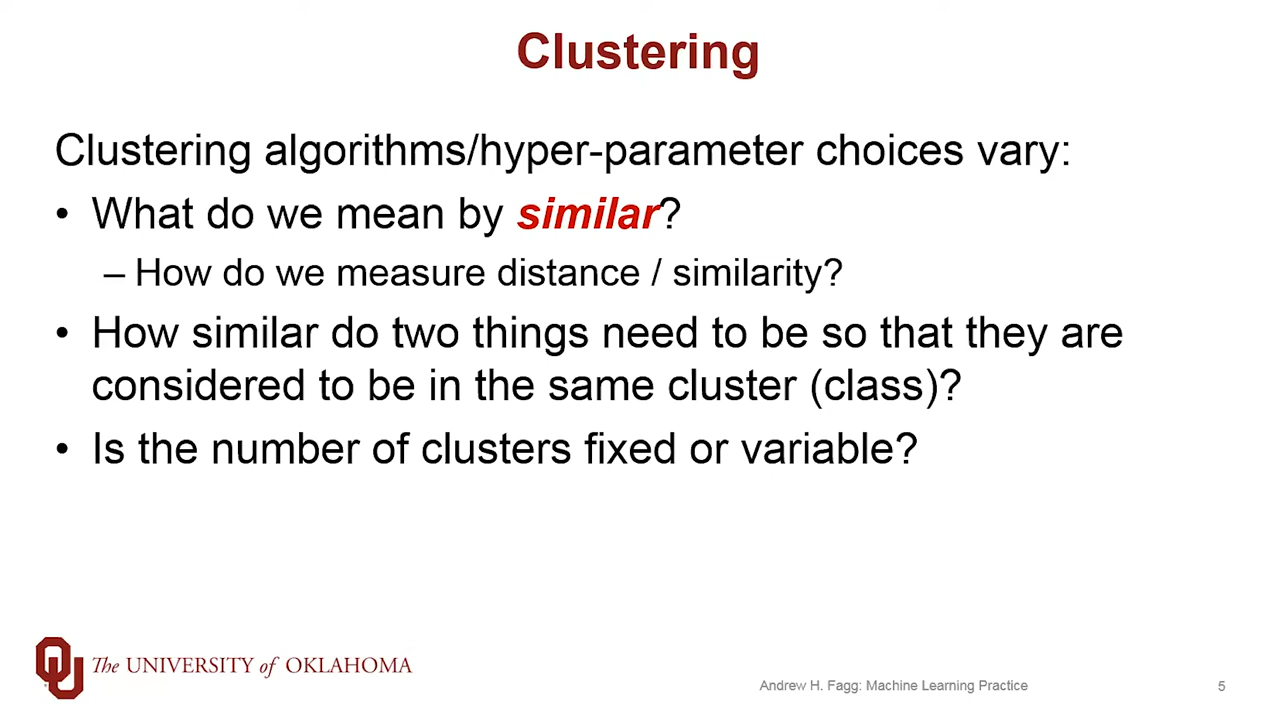 Clustering
Clustering algorithms/hyper-parameter choices vary:
• What do we mean by similar?
– How do we measure distance / similarity?
• How similar do two things need to be so that they are
considered to be in the same cluster (class)?
• Is the number of clusters fixed or variable?
OU The UNIVERSITY of OKLAHOMA
Andrew H. Fagg: Machine Learning Practice
5